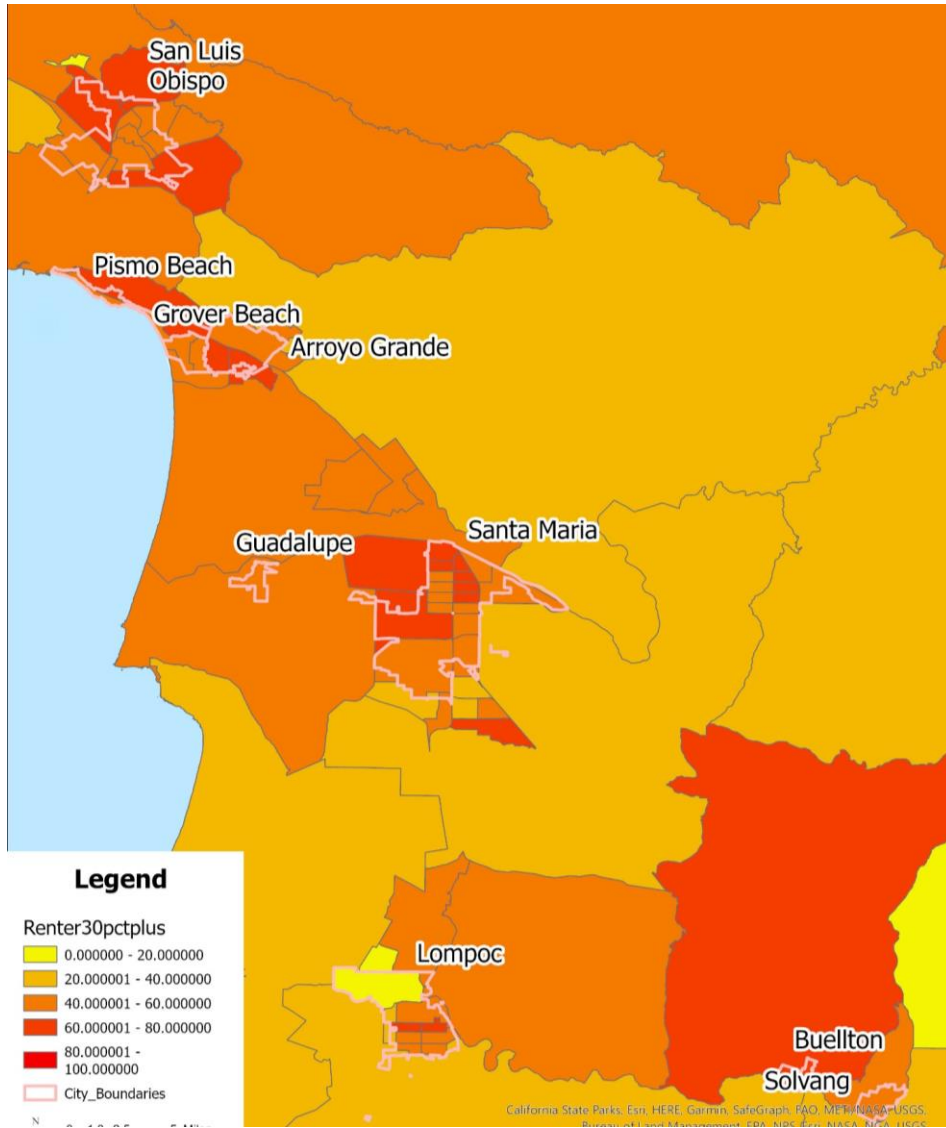 San Luis
Obispo
Pismo Beach
Grover Beach
Arroyo Grande
Santa Maria
Guadalupe
Lompoc
Buellton
Solvang
Legend
Renter30pctplus
0.000000 - 20.000000
20.000001 - 40.000000
40.000001 - 60.000000
60.000001 - 80.000000
80.000001 -
100.000000
City_Boundaries
N
5 Miles
California State Parks, Esri, HERE, Garmin, SafeGraph, FAO, METI/NASA, USGS,
Bureau of Land Management, EPA, NPS, Esri, NASA, NGA, USGS,